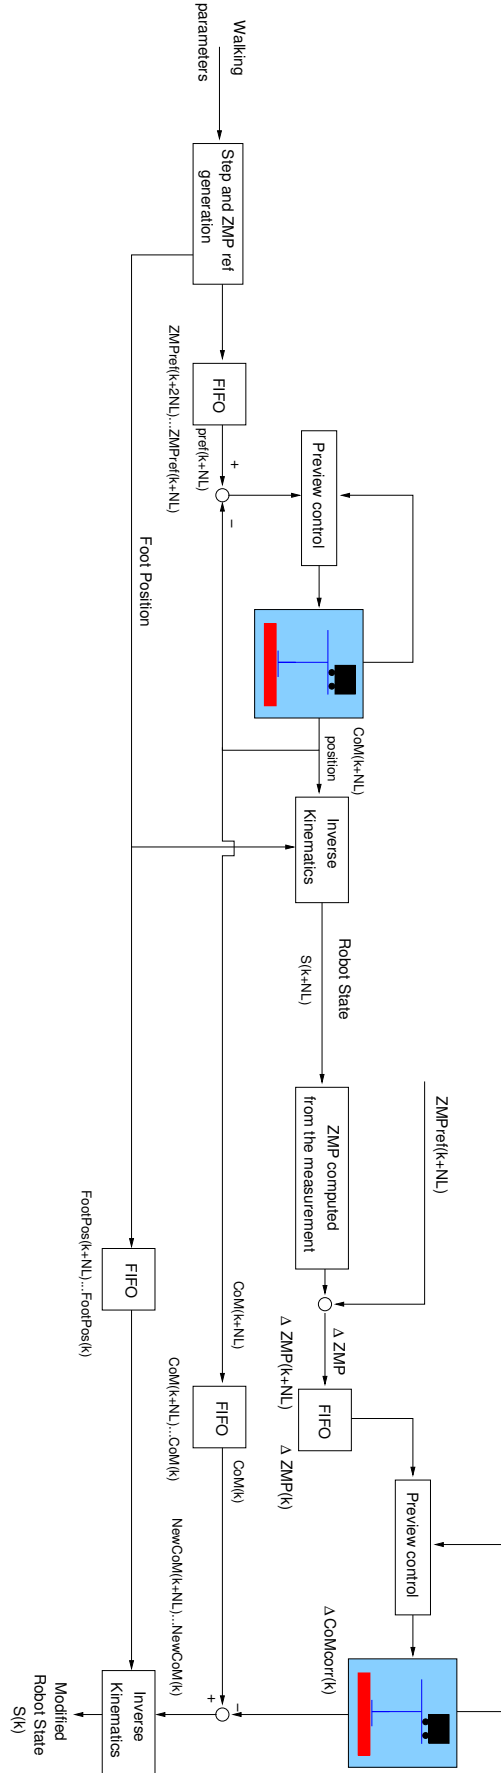 Walking
parameters
Step and ZMP ref
generation
FIFO
ZMPref(k+2NL)...ZMPref(k+NL)
pref(k+NL)
+
−
Preview control
CoM(k+NL)
position
Foot Position
Inverse
Kinematics
Robot State
S(k+NL)
ZMP computed
from the measurement
ZMPref(k+NL)
Δ ZMP
Δ ZMP(k+NL)
FIFO
Δ ZMP(k)
Preview control
Δ CoMcorr(k)
CoM(k+NL)
FIFO
CoM(k)
CoM(k+NL)...CoM(k)
FIFO
FootPos(k+NL)...FootPos(k)
NewCoM(k+NL)...NewCoM(k)
+
−
Inverse
Kinematics
Modified
Robot State
S(k)